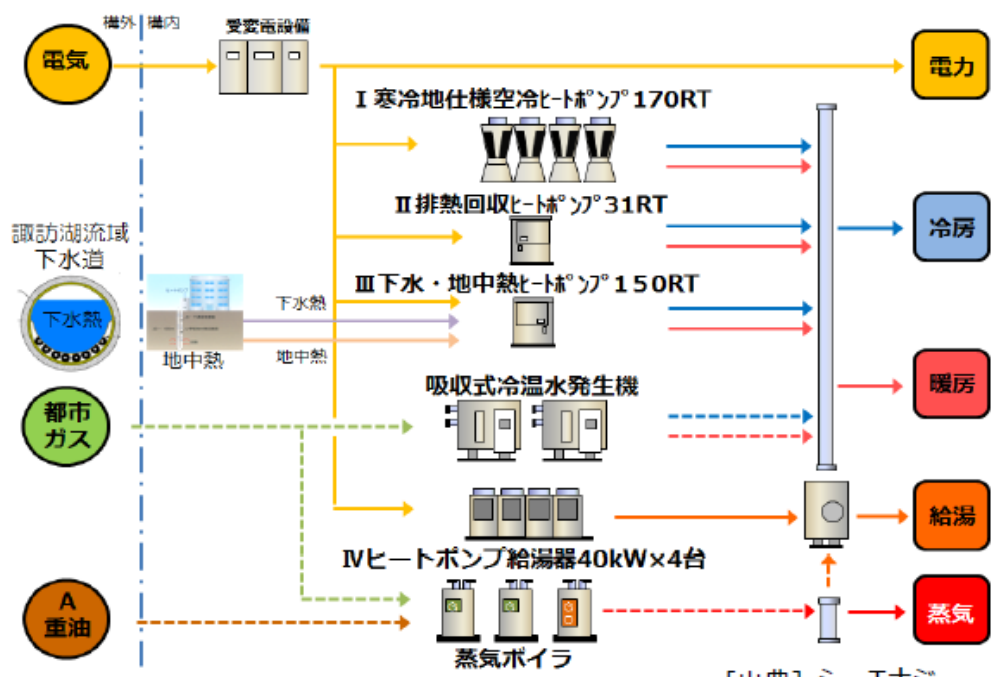 構外 構内
電気
受変電設備
電力
Ⅰ寒冷地仕様空冷ﾋｰﾄﾎﾟﾝﾌﾟ170RT
Ⅱ排熱回収ﾋｰﾄﾎﾟﾝﾌﾟ31RT
冷房
諏訪湖流域
下水道
下水熱
地中熱
Ⅲ下水・地中熱ﾋｰﾄﾎﾟﾝﾌﾟ150RT
下水熱
地中熱
暖房
都市
ガス
吸収式冷温水発生機
給湯
Ⅳヒートポンプ給湯器40kW×4台
A
重油
蒸気ボイラ
蒸気